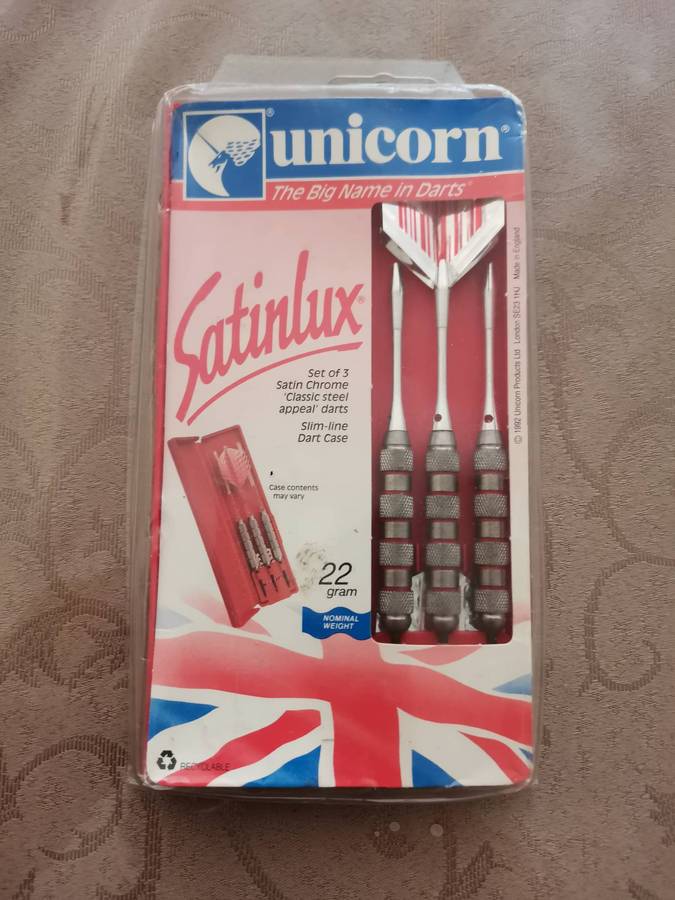 unicorn®
The Big Name in Darts®
Satinlux®
Set of 3
Satin Chrome
'Classic steel
appeal' darts
Slim-line
Dart Case
Case contents
may vary
22
gram
NOMINAL
WEIGHT
© 1992 Unicorn Products Ltd London SE23 1HJ Made in England
RECYCLABLE